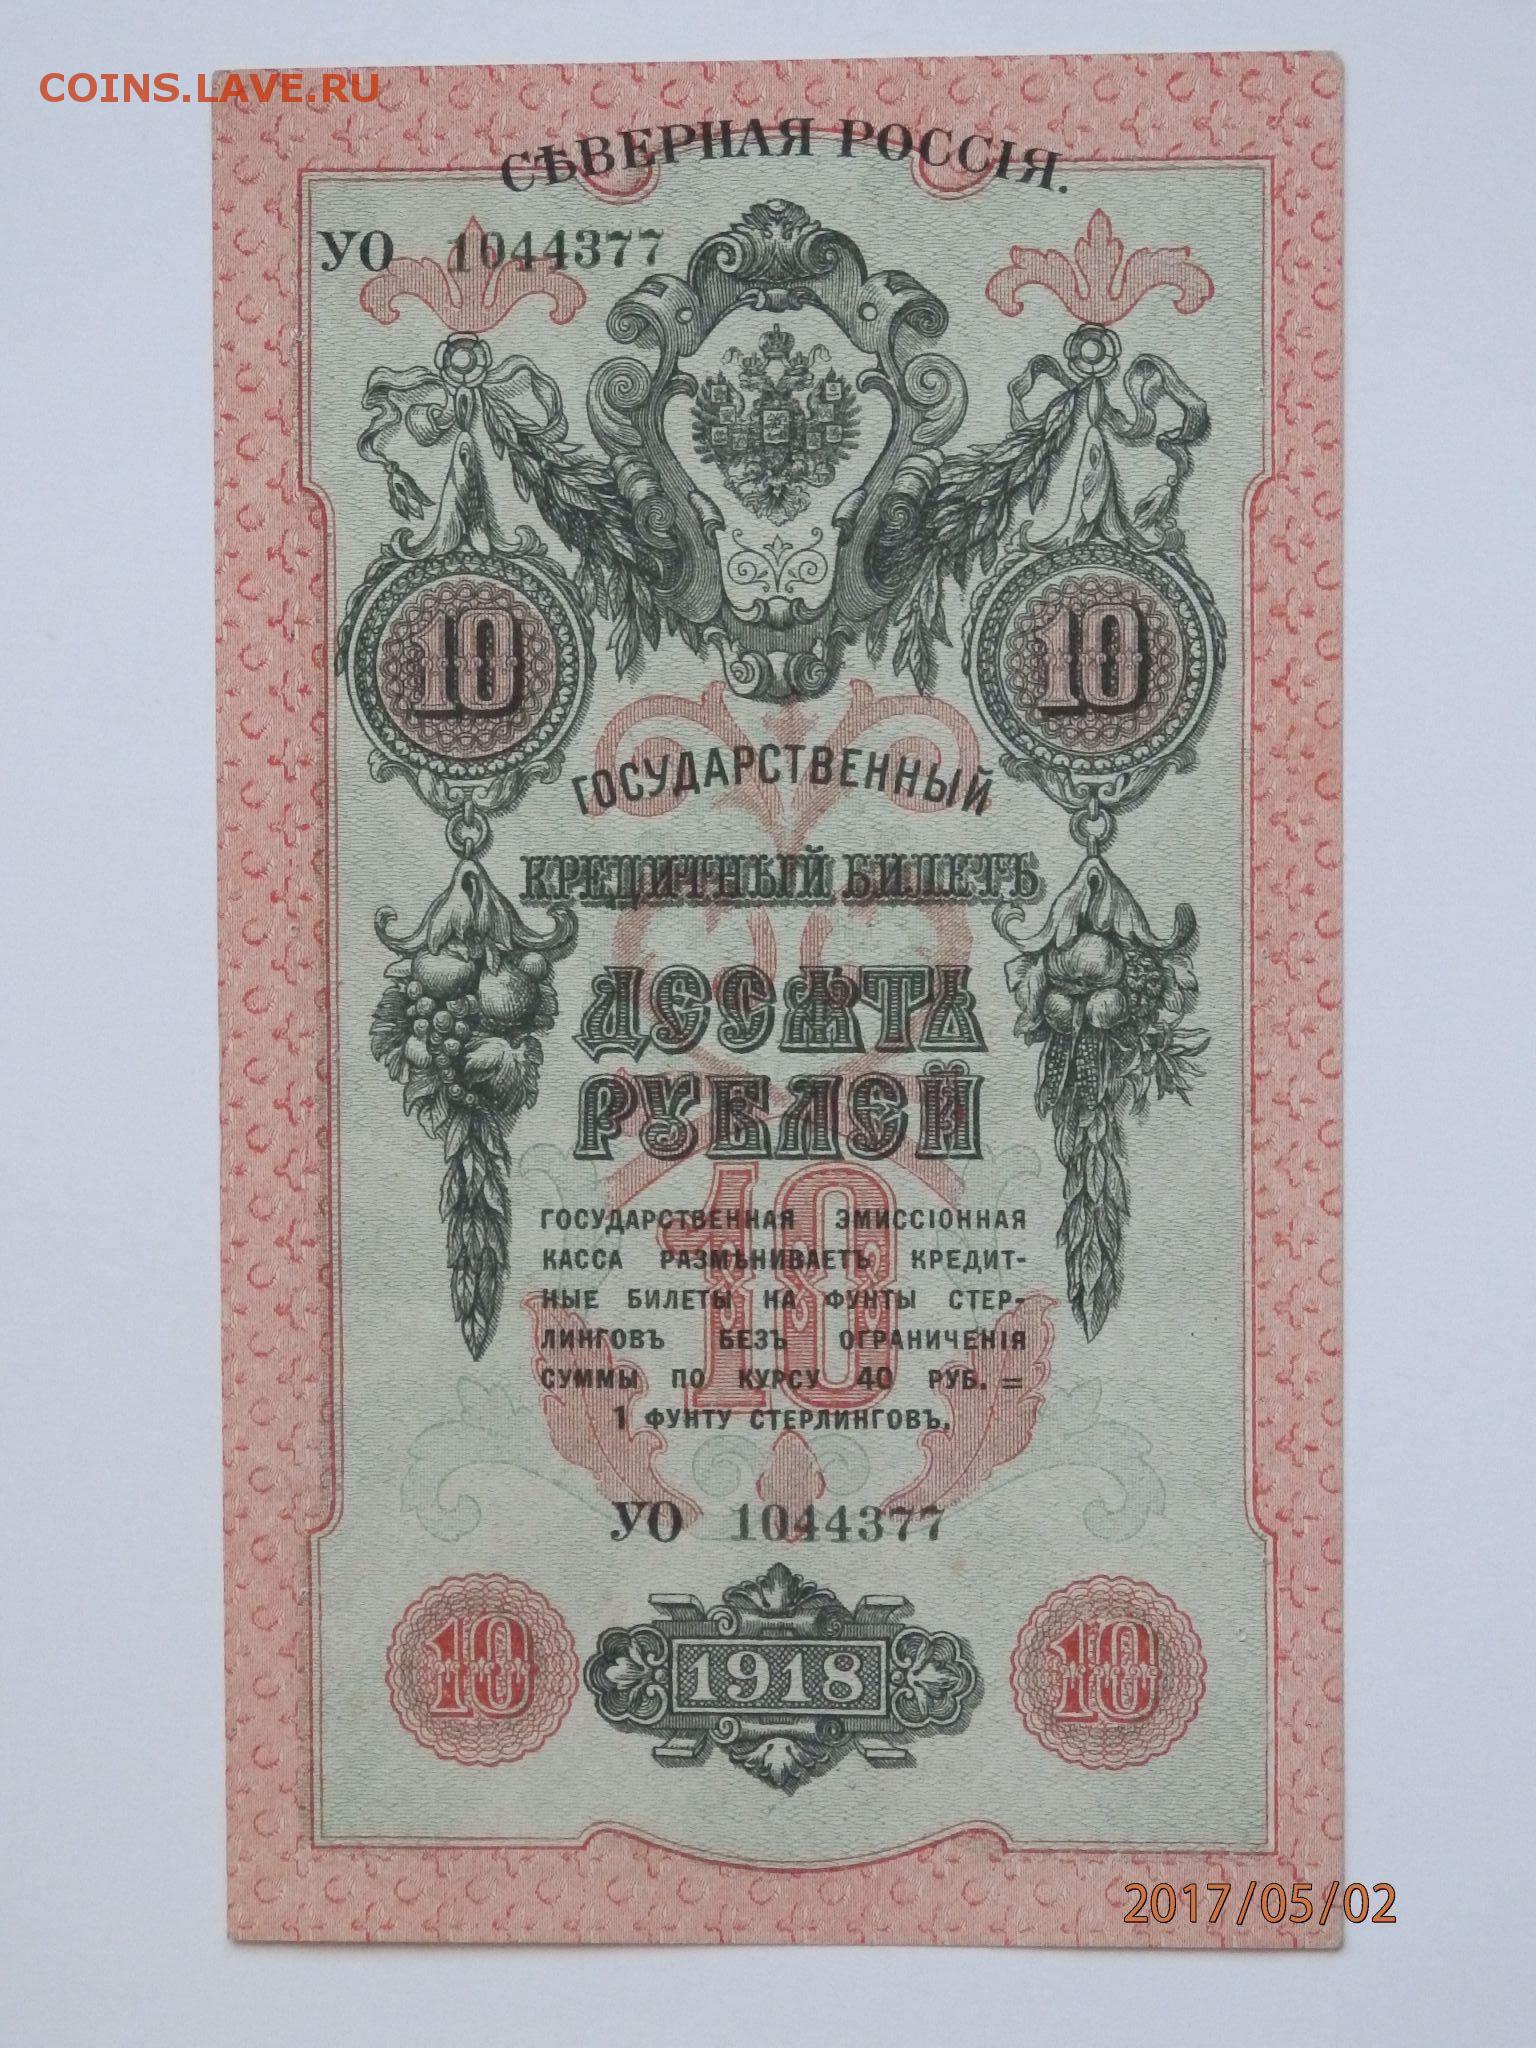 COINS.LAVE.RU
СѢВЕРНАЯ РОССІЯ.
УО 1044377
10 10
ГОСУДАРСТВЕННЫЙ
КРЕДИТНЫЙ БИЛЕТЪ
ДЕСЯТЬ
РУБЛЕЙ
10
ГОСУДАРСТВЕННАЯ ЭМИССІОННАЯ
КАССА РАЗМѢНИВАЕТЪ КРЕДИТ-
НЫЕ БИЛЕТЫ НА ФУНТЫ СТЕР-
ЛИНГОВЪ БЕЗЪ ОГРАНИЧЕНІЯ
СУММЫ ПО КУРСУ 40 РУБ. =
1 ФУНТУ СТЕРЛИНГОВЪ.
УО 1044377
10 1918 10
2017/05/02